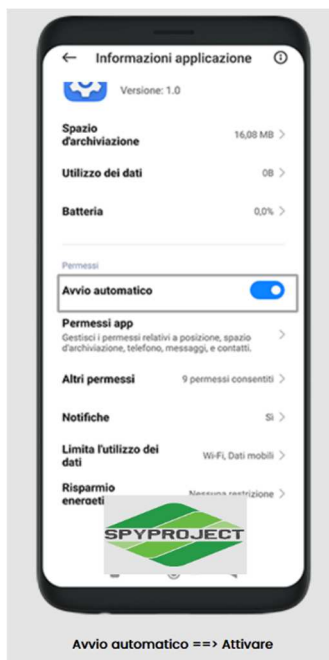 Informazioni applicazione
Versione: 1.0
Spazio
d'archiviazione
16,08 MB
Utilizzo dei dati
0B
Batteria
0,0%
Permessi
Avvio automatico
Permessi app
Gestisci i permessi relativi a posizione, spazio
d'archiviazione, telefono, messaggi, e contatti.
Altri permessi
9 permessi consentiti
Notifiche
Sì
Limita l'utilizzo dei
dati
Wi-Fi, Dati mobili
Risparmio
energeti
Nessuna restrizione
SPYPROJECT
Avvio automatico ==> Attivare